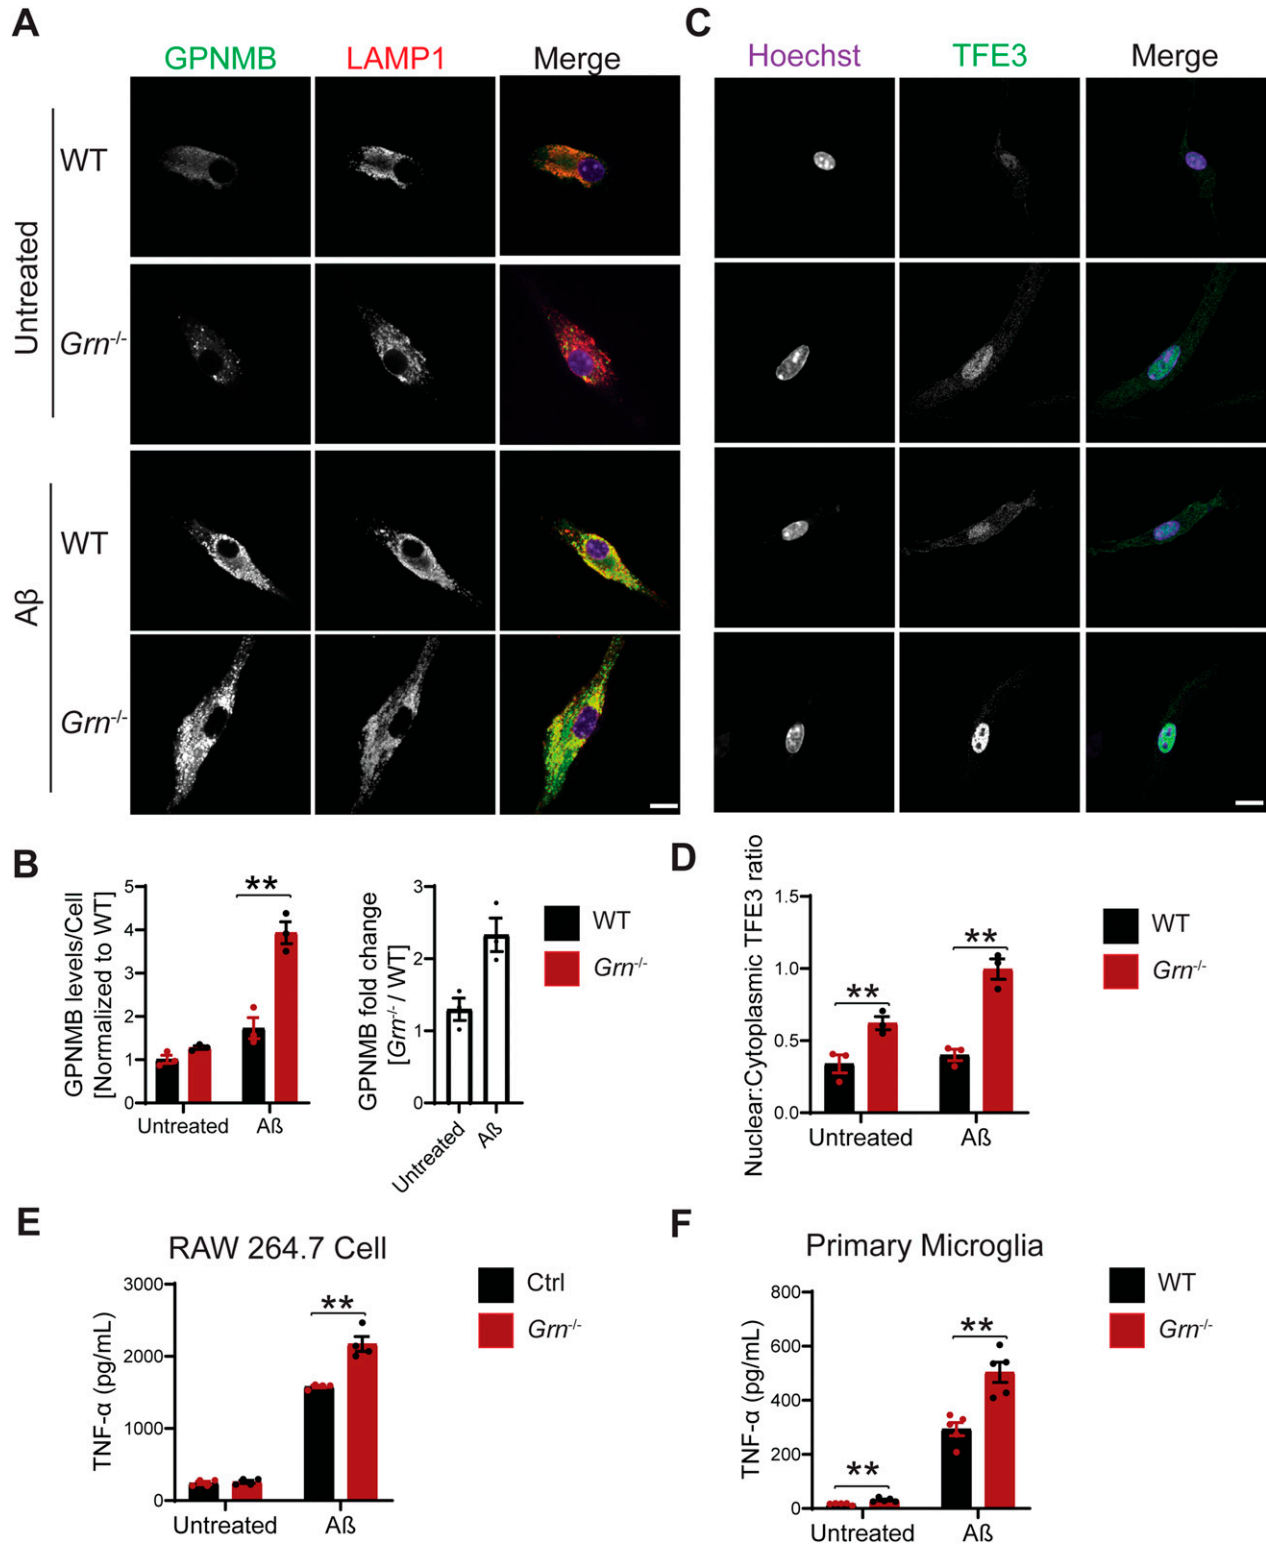 A
GPNMB LAMP1 Merge
Untreated
WT
Grn-/-
Aβ
WT
Grn-/-
C
Hoechst TFE3 Merge
B
GPNMB levels/Cell
[Normalized to WT]
5
4
3
2
1
0
**
Untreated Aß
GPNMB fold change
[Grn-/- / WT]
3
2
1
0
Untreated Aß
WT
Grn-/-
D
Nuclear:Cytoplasmic TFE3 ratio
1.5
1.0
0.5
0.0
** **
Untreated Aß
WT
Grn-/-
E
RAW 264.7 Cell
TNF-α (pg/mL)
3000
2000
1000
0
**
Untreated Aß
Ctrl
Grn-/-
F
Primary Microglia
TNF-α (pg/mL)
800
600
400
200
0
** **
Untreated Aß
WT
Grn-/-